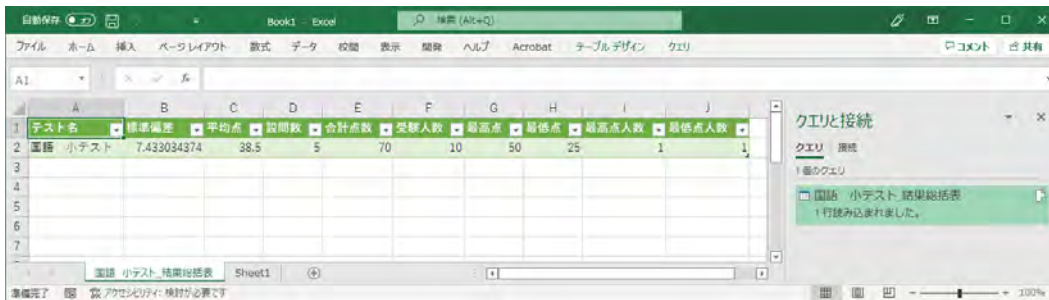 自動保存 オフ Book1 - Excel 検索 (Alt+Q)
ファイル ホーム 挿入 ページ レイアウト 数式 データ 校閲 表示 開発 ヘルプ Acrobat テーブル デザイン クエリ コメント 共有
A1 fx
A B C D E F G H I J
1 テスト名 標準偏差 平均点 設問数 合計点数 受験人数 最高点 最低点 最高点人数 最低点人数
2 国語 小テスト 7.433034374 38.5 5 70 10 50 25 1 1
3
4
5
6
7
クエリと接続
クエリ 接続
1 個のクエリ
国語 小テスト_結果総括表
1 行読み込まれました。
国語 小テスト_結果総括表 Sheet1
準備完了 アクセシビリティ: 検討が必要です 100%